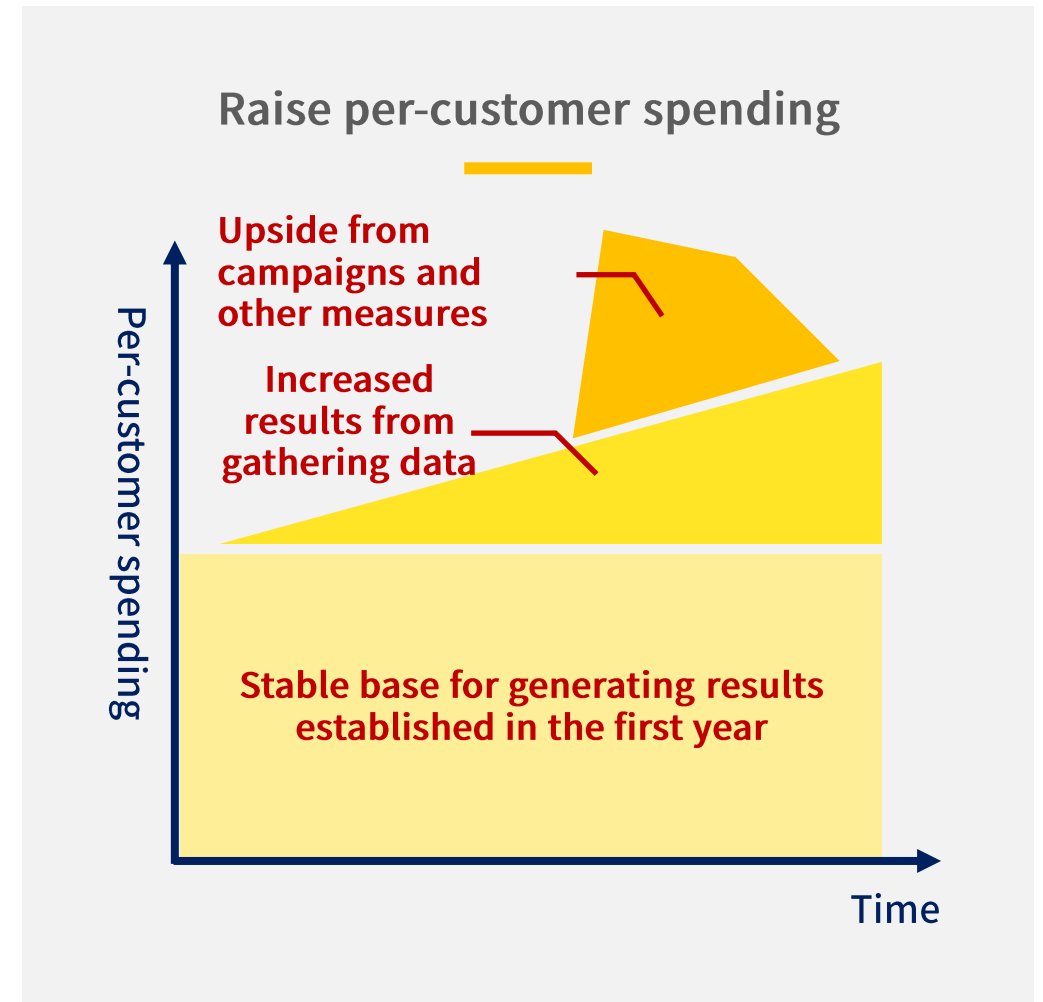 Raise per-customer spending
Upside from
campaigns and
other measures
Increased
results from
gathering data
Per-customer spending
Stable base for generating results
established in the first year
Time